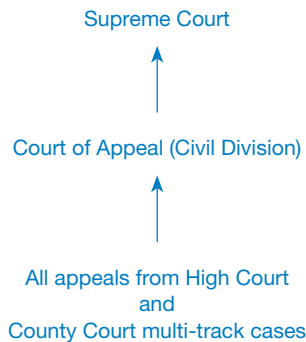 Supreme Court
Court of Appeal (Civil Division)
All appeals from High Court
and
County Court multi-track cases